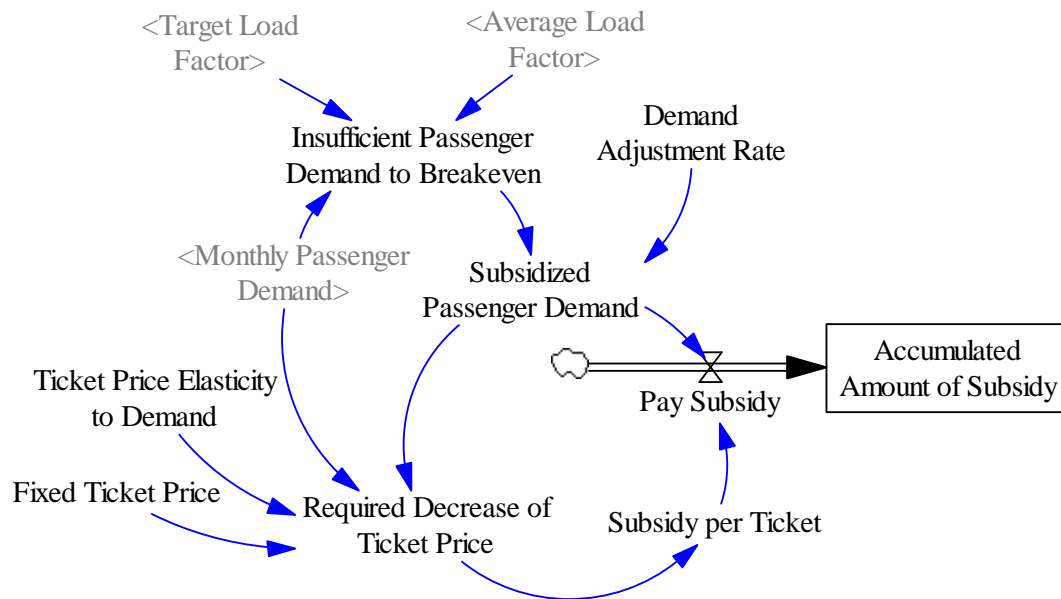 <Target Load
Factor>
<Average Load
Factor>
Insufficient Passenger
Demand to Breakeven
Demand
Adjustment Rate
<Monthly Passenger
Demand>
Subsidized
Passenger Demand
Accumulated
Amount of Subsidy
Pay Subsidy
Ticket Price Elasticity
to Demand
Fixed Ticket Price
Required Decrease of
Ticket Price
Subsidy per Ticket